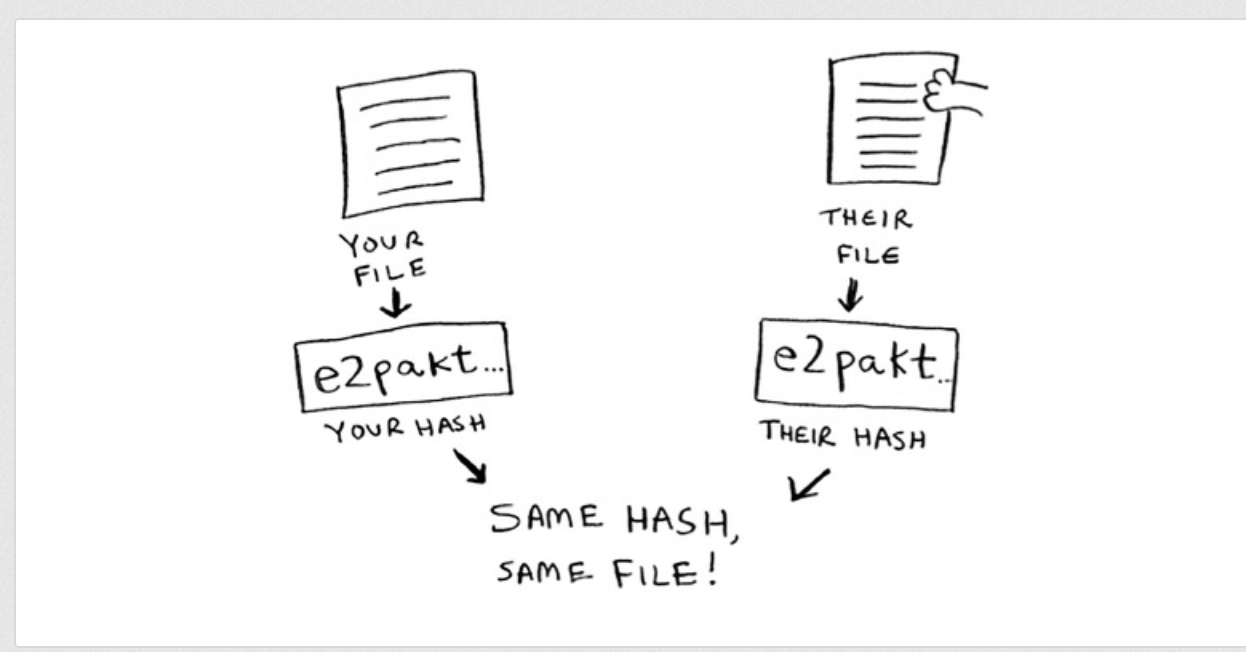 YOUR
FILE
THEIR
FILE
e2pakt...
e2pakt...
YOUR HASH
THEIR HASH
SAME HASH,
SAME FILE!